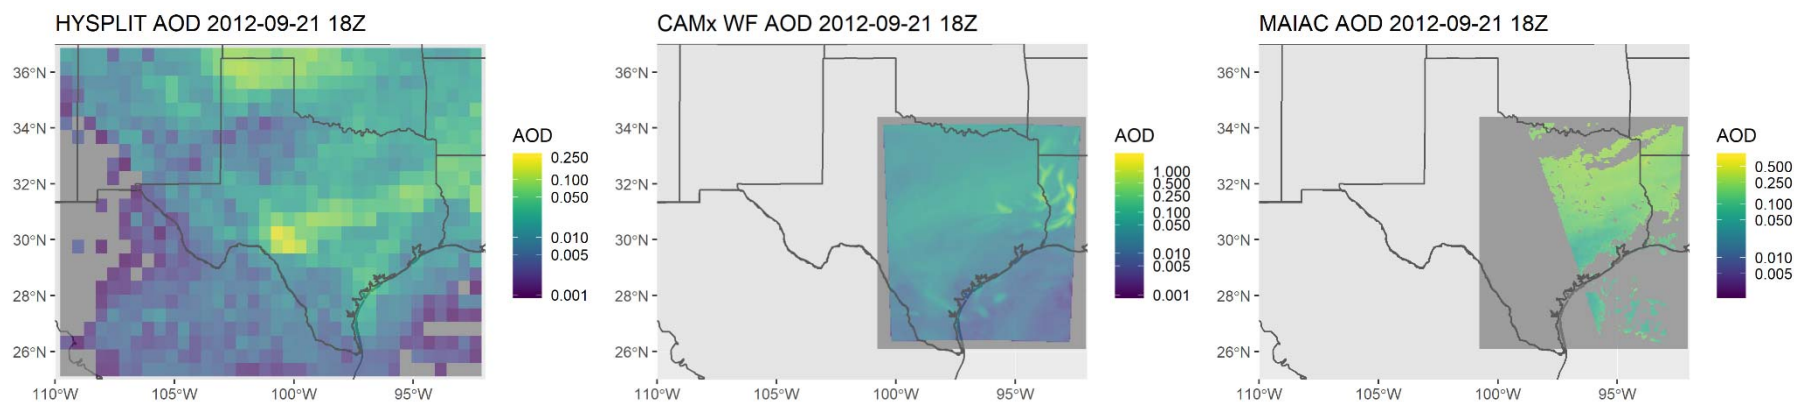 HYSPLIT AOD 2012-09-21 18Z
36°N
34°N
32°N
30°N
28°N
26°N
110°W
105°W
100°W
95°W
AOD
0.250
0.100
0.050
0.010
0.005
0.001
CAMx WF AOD 2012-09-21 18Z
36°N
34°N
32°N
30°N
28°N
26°N
110°W
105°W
100°W
95°W
AOD
1.000
0.500
0.250
0.100
0.050
0.010
0.005
0.001
MAIAC AOD 2012-09-21 18Z
36°N
34°N
32°N
30°N
28°N
26°N
110°W
105°W
100°W
95°W
AOD
0.500
0.250
0.100
0.050
0.010
0.005